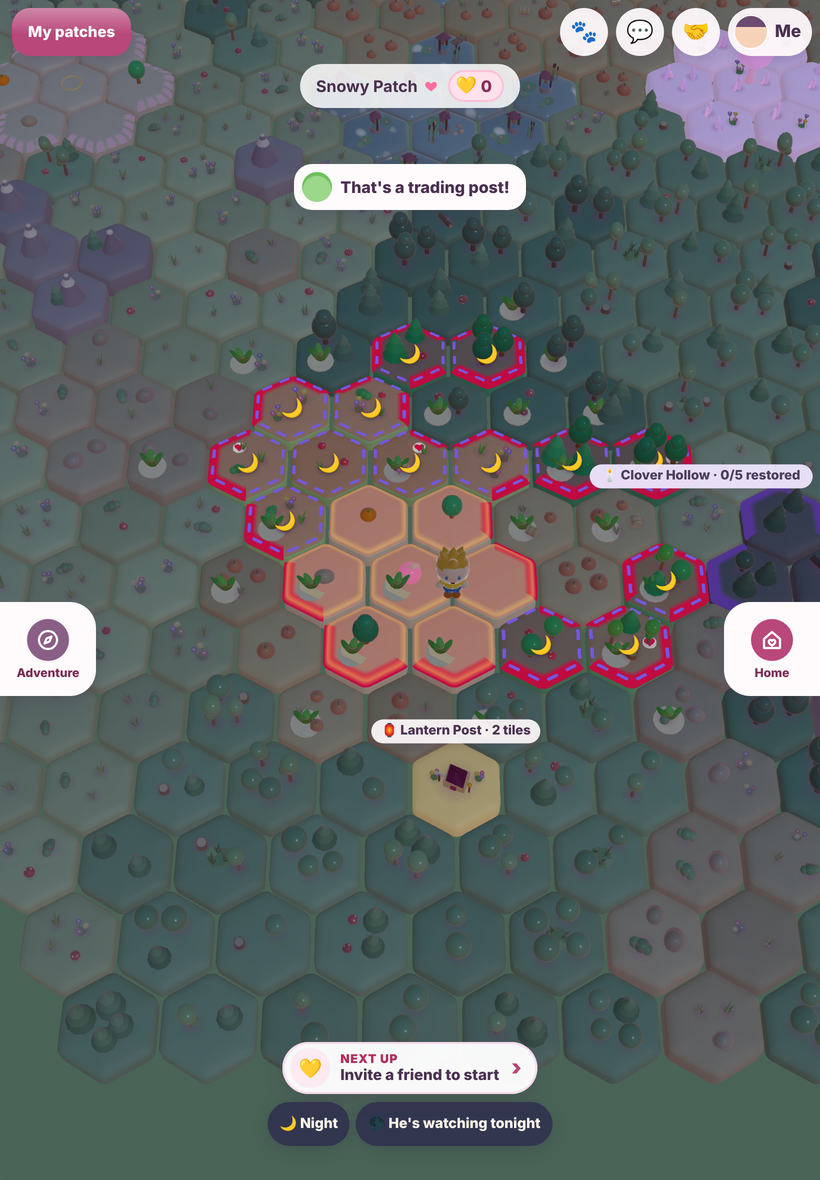 My patches
Me
Snowy Patch
0
That's a trading post!
Clover Hollow · 0/5 restored
Adventure
Home
Lantern Post · 2 tiles
NEXT UP
Invite a friend to start
Night
He's watching tonight